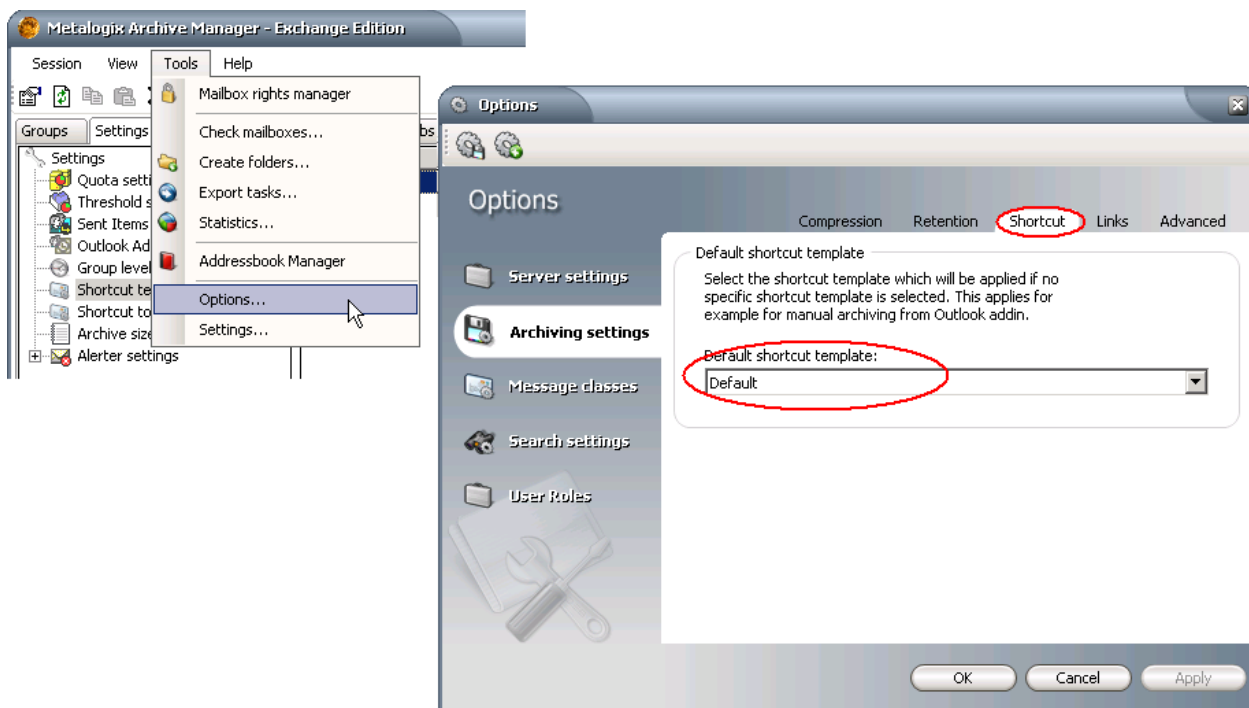 Metalogix Archive Manager - Exchange Edition
Session View Tools Help
Mailbox rights manager
Check mailboxes...
Create folders...
Export tasks...
Statistics...
Addressbook Manager
Options...
Settings...
Groups Settings
Settings
Quota setti
Threshold s
Sent Items
Outlook Ad
Group level
Shortcut te
Shortcut to
Archive size
Alerter settings
bs
Options
Options
Compression Retention Shortcut Links Advanced
Server settings
Archiving settings
Message classes
Search settings
User Roles
Default shortcut template
Select the shortcut template which will be applied if no
specific shortcut template is selected. This applies for
example for manual archiving from Outlook addin.
Default shortcut template:
Default
OK Cancel Apply